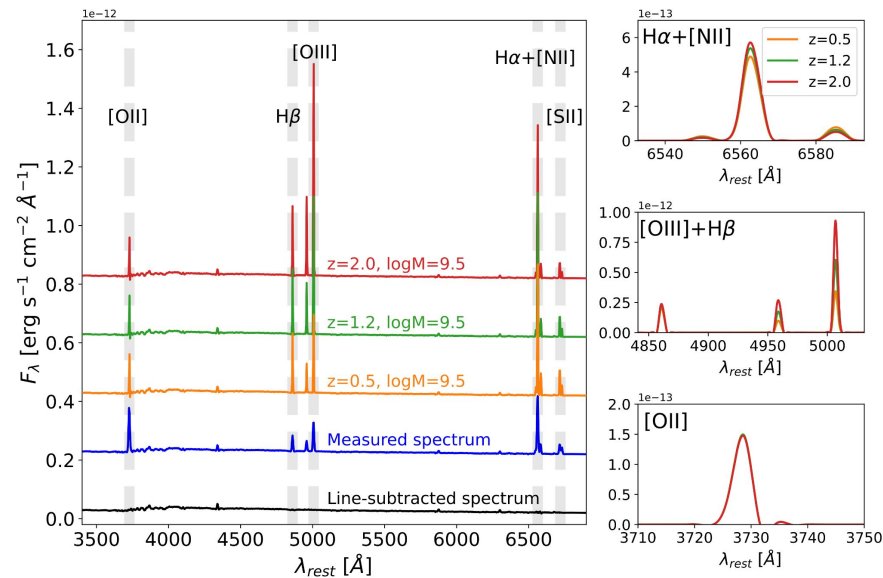 1e-12
1.6
1.4
1.2
1.0
0.8
0.6
0.4
0.2
0.0
F_λ [erg s⁻¹ cm⁻² Å⁻¹]
[OIII]
Hα+[NII]
[OII]
Hβ
[SII]
z=2.0, logM=9.5
z=1.2, logM=9.5
z=0.5, logM=9.5
Measured spectrum
Line-subtracted spectrum
3500 4000 4500 5000 5500 6000 6500
λ_rest [Å]
1e-13
Hα+[NII]
z=0.5
z=1.2
z=2.0
6
4
2
0
6540 6560 6580
λ_rest [Å]
1e-12
[OIII]+Hβ
1.00
0.75
0.50
0.25
0.00
4850 4900 4950 5000
λ_rest [Å]
1e-13
[OII]
2.0
1.5
1.0
0.5
0.0
3710 3720 3730 3740 3750
λ_rest [Å]